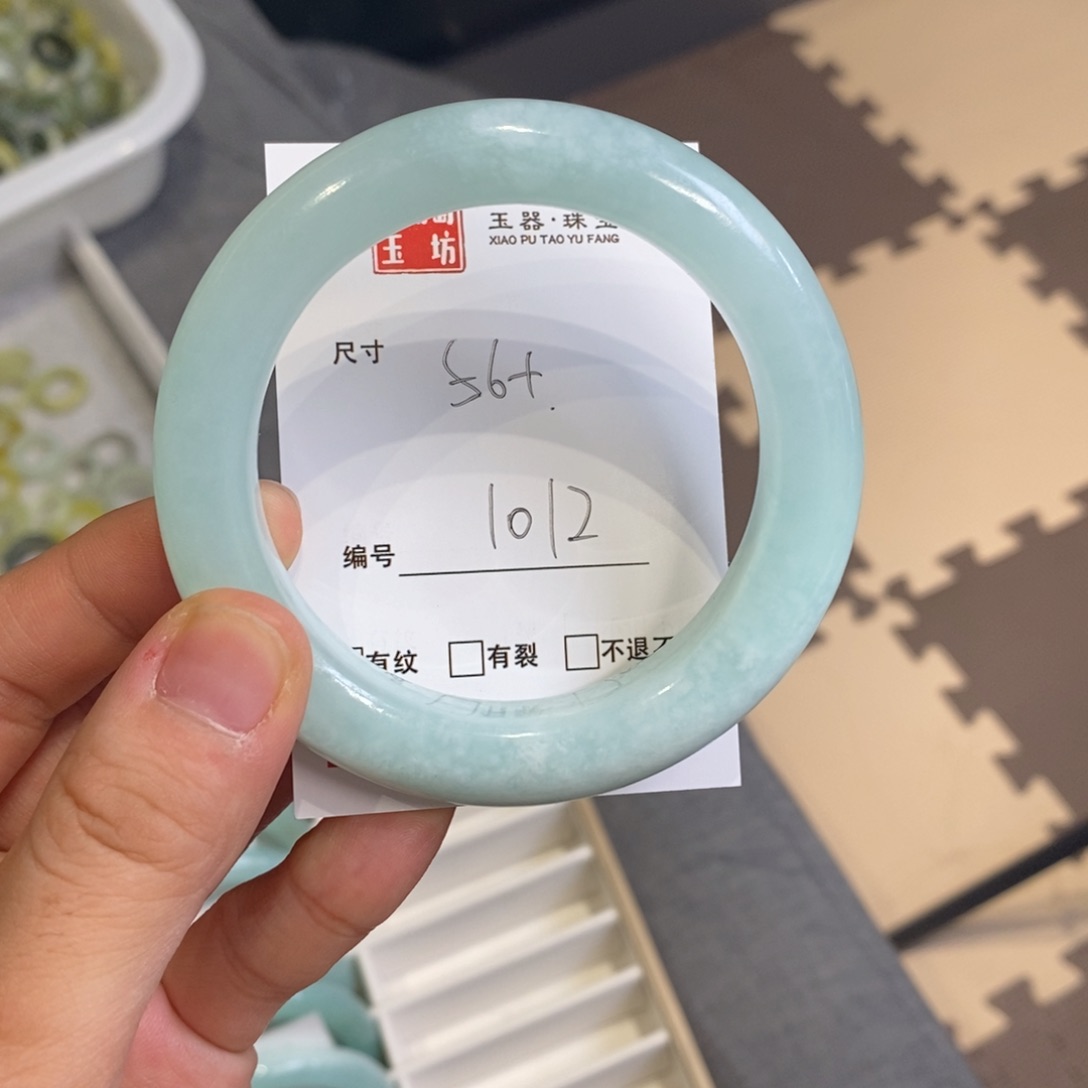 玉坊
玉器·珠
XIAO PU TAO YU FANG
尺寸 56+.
编号 1012
有纹 □有裂 □不退